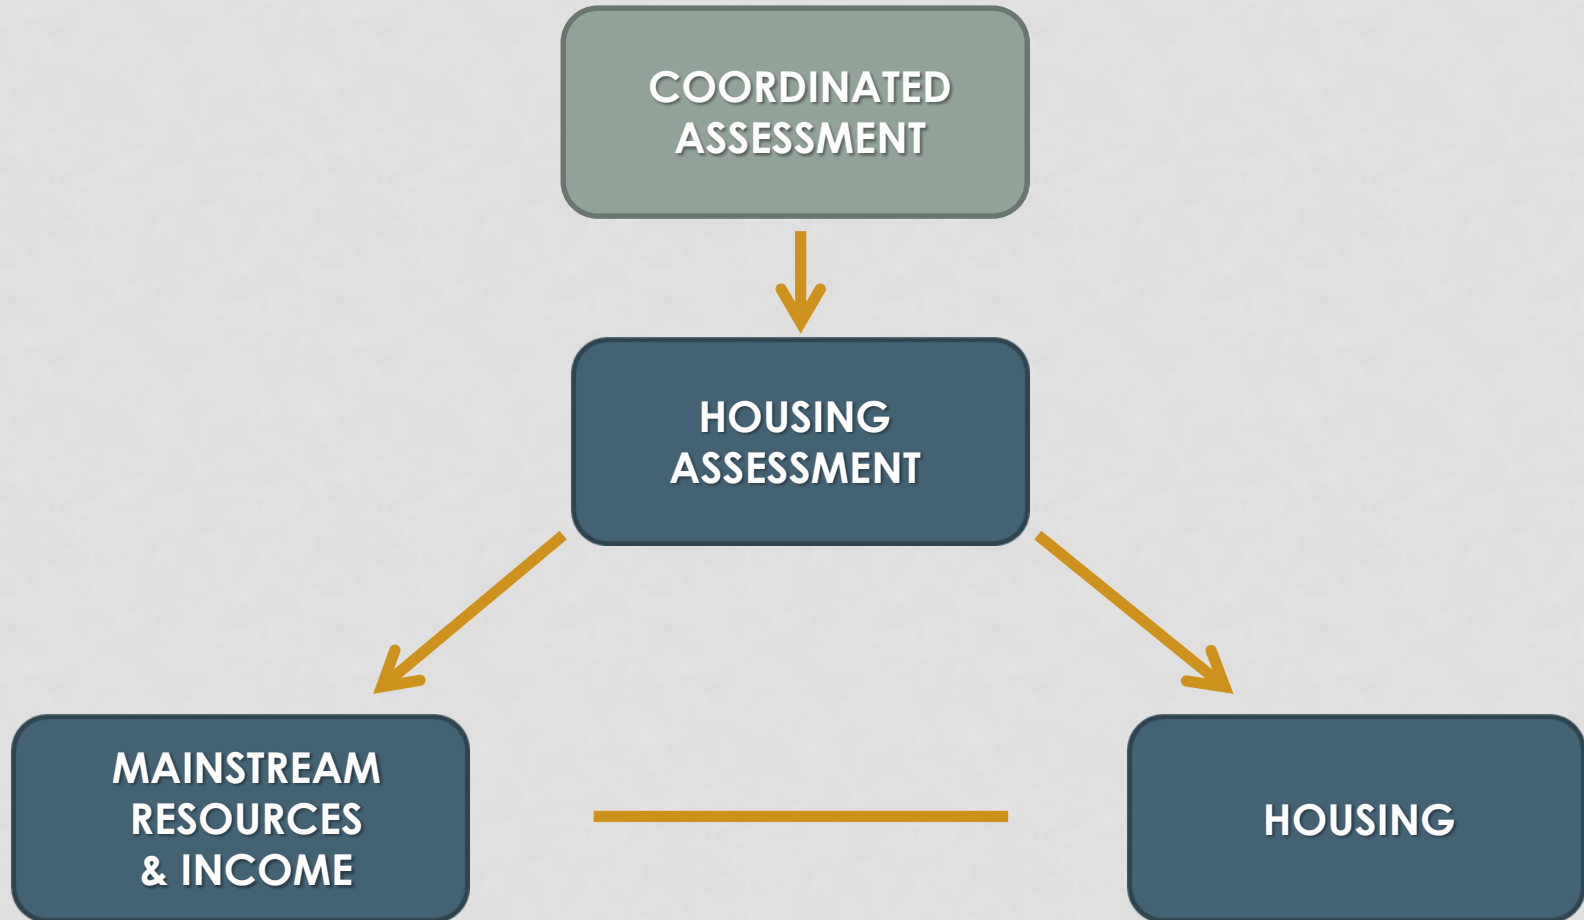 COORDINATED
ASSESSMENT
HOUSING
ASSESSMENT
MAINSTREAM
RESOURCES
& INCOME
HOUSING